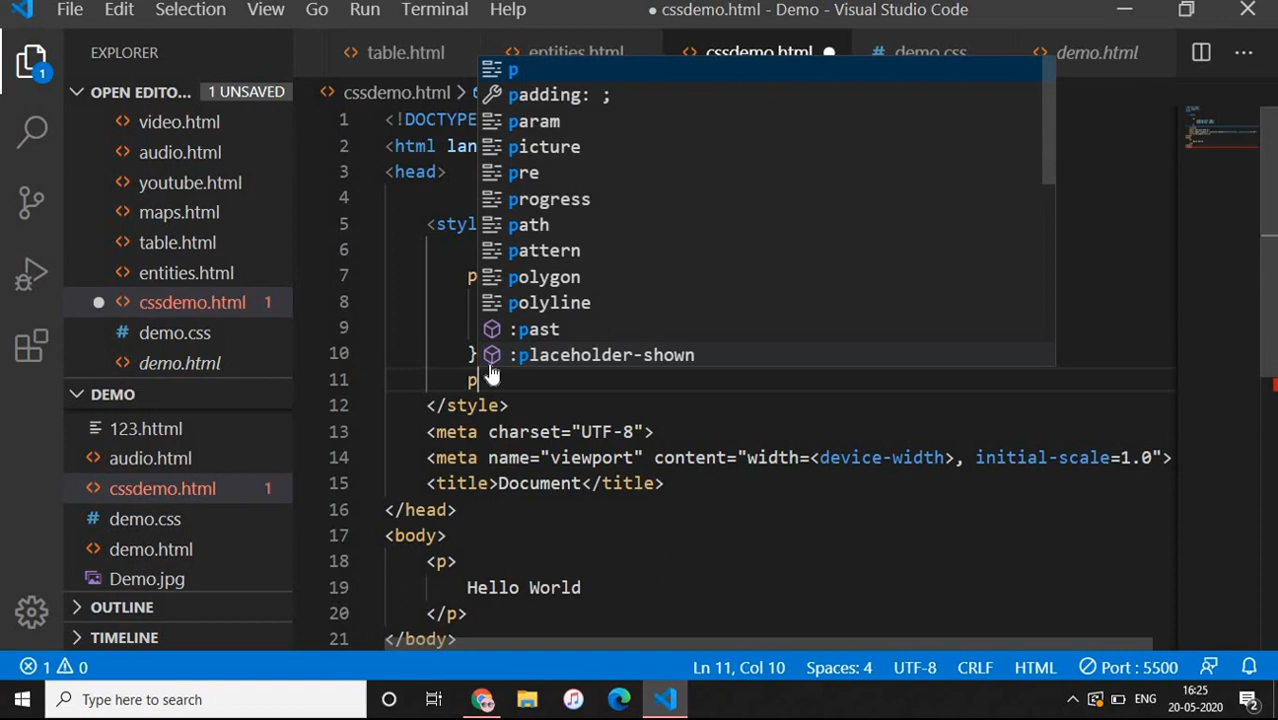 File Edit Selection View Go Run Terminal Help ● cssdemo.html - Demo - Visual Studio Code
EXPLORER
table.html entities.html cssdemo.html demo.css demo.html
OPEN EDITO... 1 UNSAVED
video.html
audio.html
youtube.html
maps.html
table.html
entities.html
cssdemo.html 1
demo.css
demo.html
DEMO
123.httml
audio.html
cssdemo.html 1
demo.css
demo.html
Demo.jpg
OUTLINE
TIMELINE
cssdemo.html >
1 <!DOCTYPE
2 <html lan
3 <head>
4
5 <styl
6
7 p
8
9
10 }
11 p
12 </style>
13 <meta charset="UTF-8">
14 <meta name="viewport" content="width=<device-width>, initial-scale=1.0">
15 <title>Document</title>
16 </head>
17 <body>
18 <p>
19 Hello World
20 </p>
21 </body>
p
padding: ;
param
picture
pre
progress
path
pattern
polygon
polyline
:past
:placeholder-shown
1
1 0 Ln 11, Col 10 Spaces: 4 UTF-8 CRLF HTML Port : 5500
Type here to search
ENG 16:25
20-05-2020 2